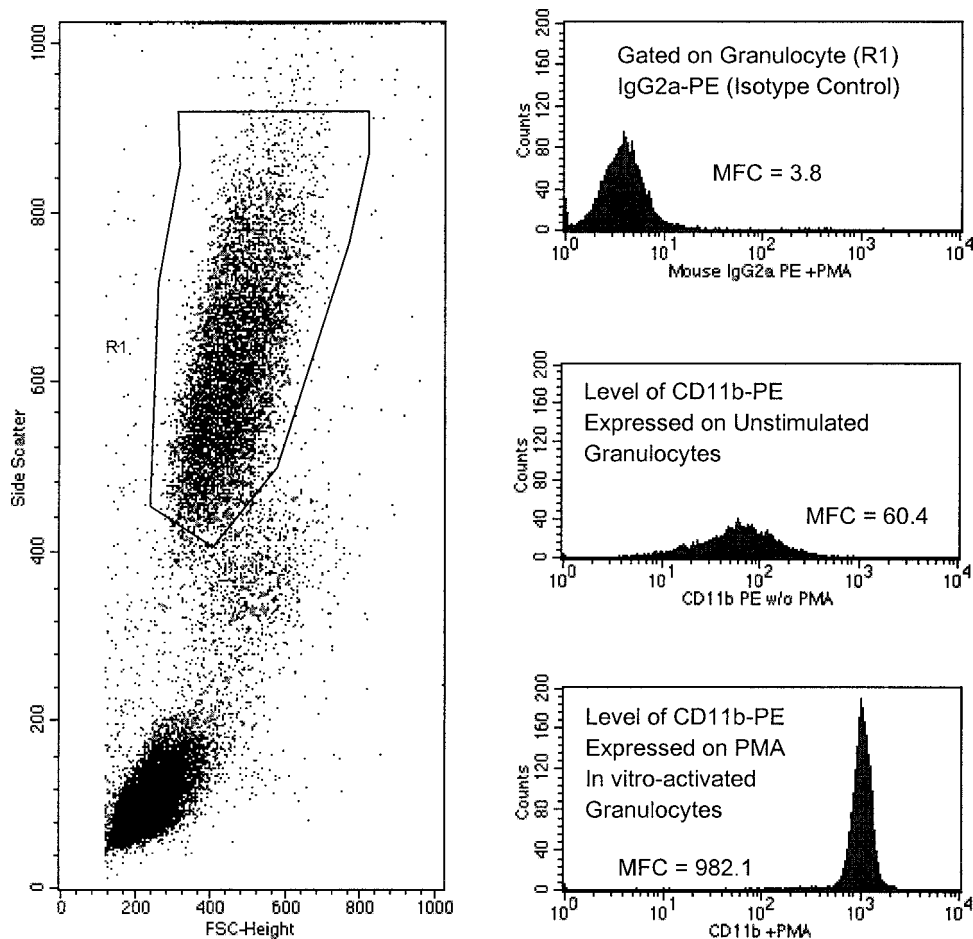 1000
800
600
400
200
0
Side Scatter
R1
0 200 400 600 800 1000
FSC-Height
200
160
120
80
40
0
Counts
Gated on Granulocyte (R1)
IgG2a-PE (Isotype Control)
MFC = 3.8
10^0 10^1 10^2 10^3 10^4
Mouse IgG2a PE +PMA
200
160
120
80
40
0
Counts
Level of CD11b-PE
Expressed on Unstimulated
Granulocytes
MFC = 60.4
10^0 10^1 10^2 10^3 10^4
CD11b PE w/o PMA
200
160
120
80
40
0
Counts
Level of CD11b-PE
Expressed on PMA
In vitro-activated
Granulocytes
MFC = 982.1
10^0 10^1 10^2 10^3 10^4
CD11b +PMA